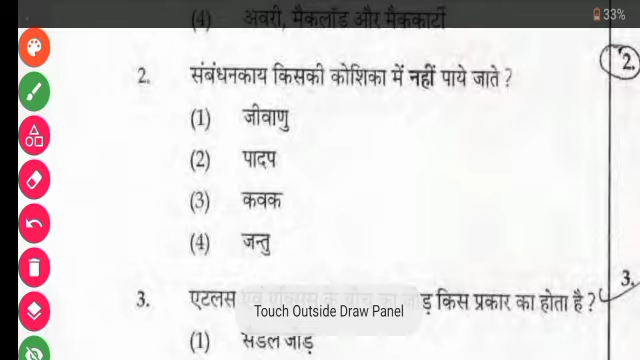 33%
(4) अवरी, मैकलॉड और मैककार्टी
2.
2. संबंधनकाय किसकी कोशिका में नहीं पाये जाते ?
(1) जीवाणु
(2) पादप
(3) कवक
(4) जन्तु
3.
3. एटलस ड़ किस प्रकार का होता है ?
Touch Outside Draw Panel
(1) सेडल जोड़